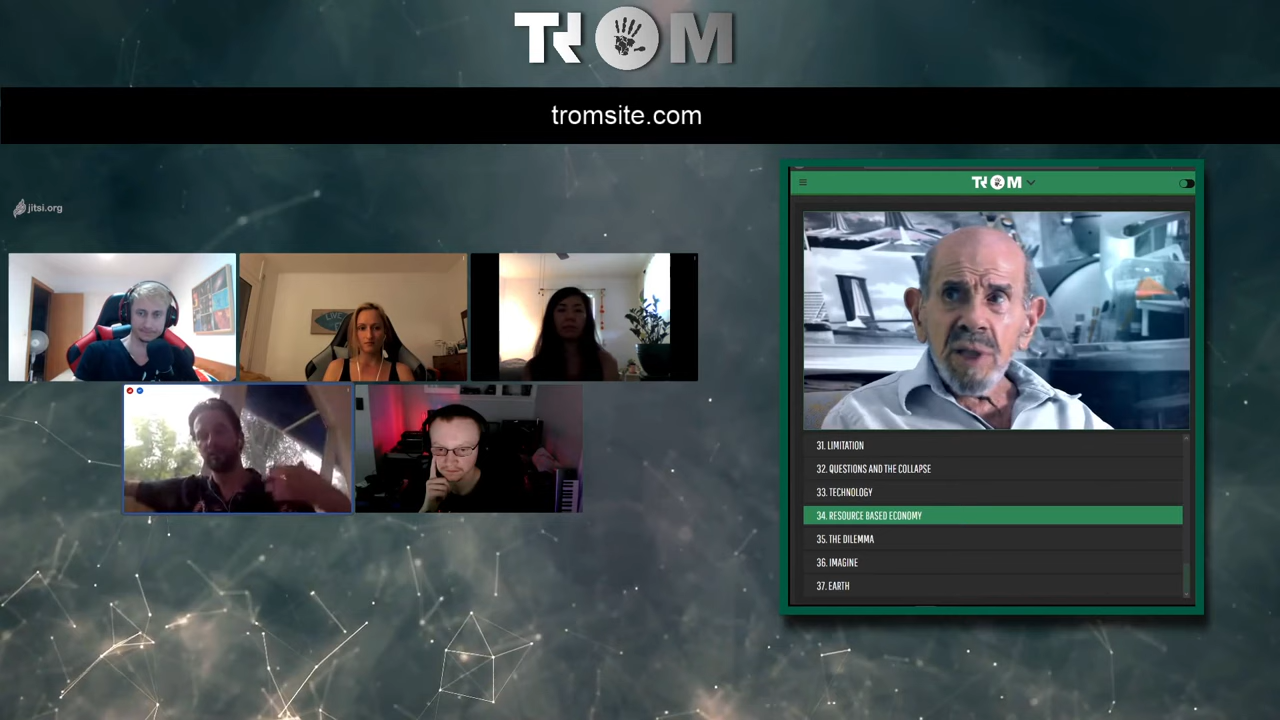 TROM
tromsite.com
jitsi.org
LIVE
TROM
31. LIMITATION
32. QUESTIONS AND THE COLLAPSE
33. TECHNOLOGY
34. RESOURCE BASED ECONOMY
35. THE DILEMMA
36. IMAGINE
37. EARTH